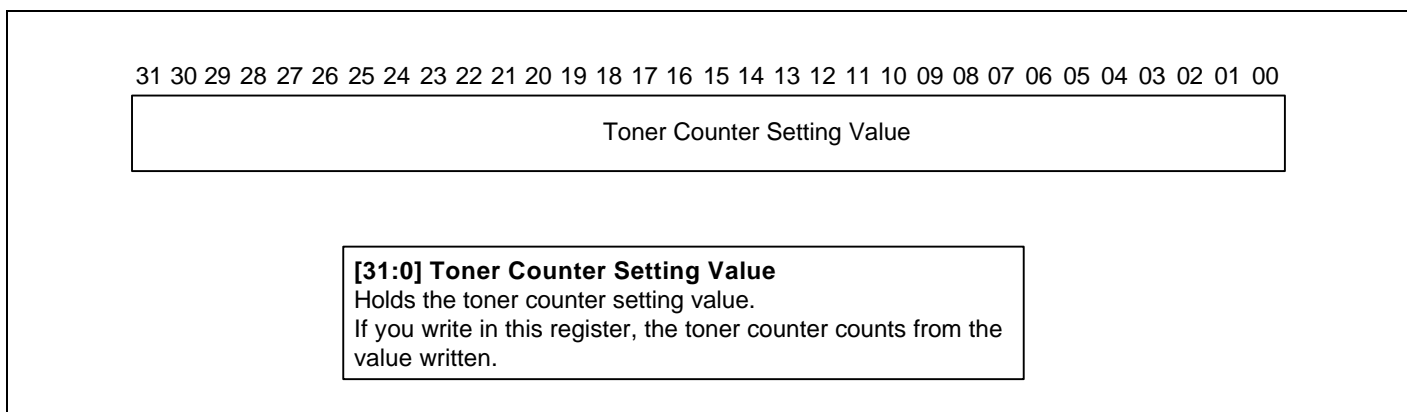 31 30 29 28 27 26 25 24 23 22 21 20 19 18 17 16 15 14 13 12 11 10 09 08 07 06 05 04 03 02 01 00
Toner Counter Setting Value
[31:0] Toner Counter Setting Value
Holds the toner counter setting value.
If you write in this register, the toner counter counts from the
value written.